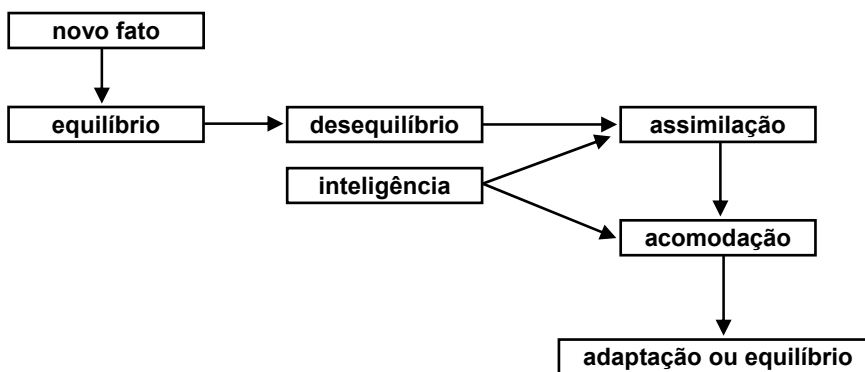 novo fato
equilíbrio
desequilíbrio
assimilação
inteligência
acomodação
adaptação ou equilíbrio